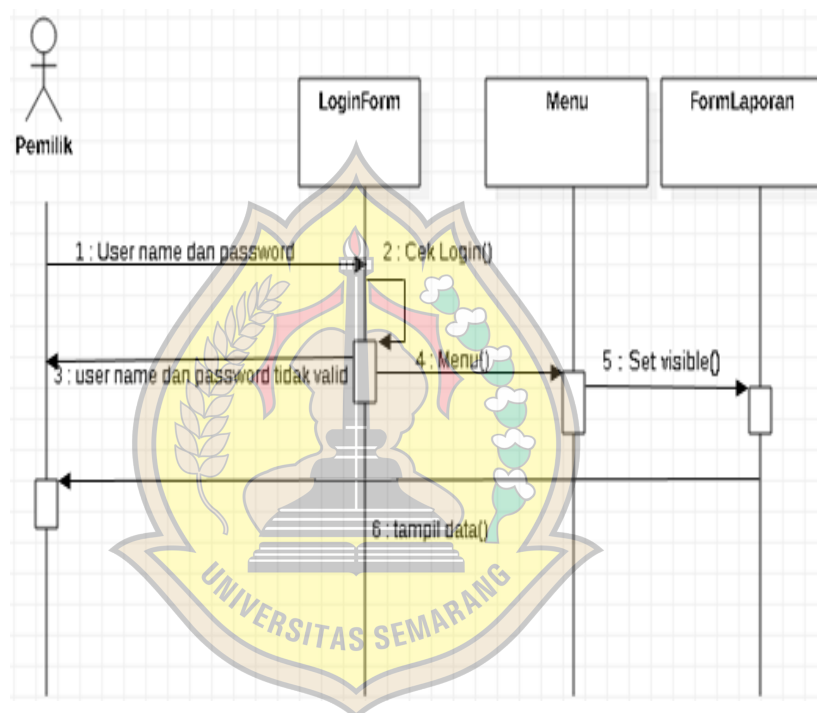 Pemilik
LoginForm
Menu
FormLaporan
1 : User name dan password
2 : Cek Login()
3 : user name dan password tidak valid
4 : Menu()
5 : Set visible()
6 : tampil data()
UNIVERSITAS SEMARANG